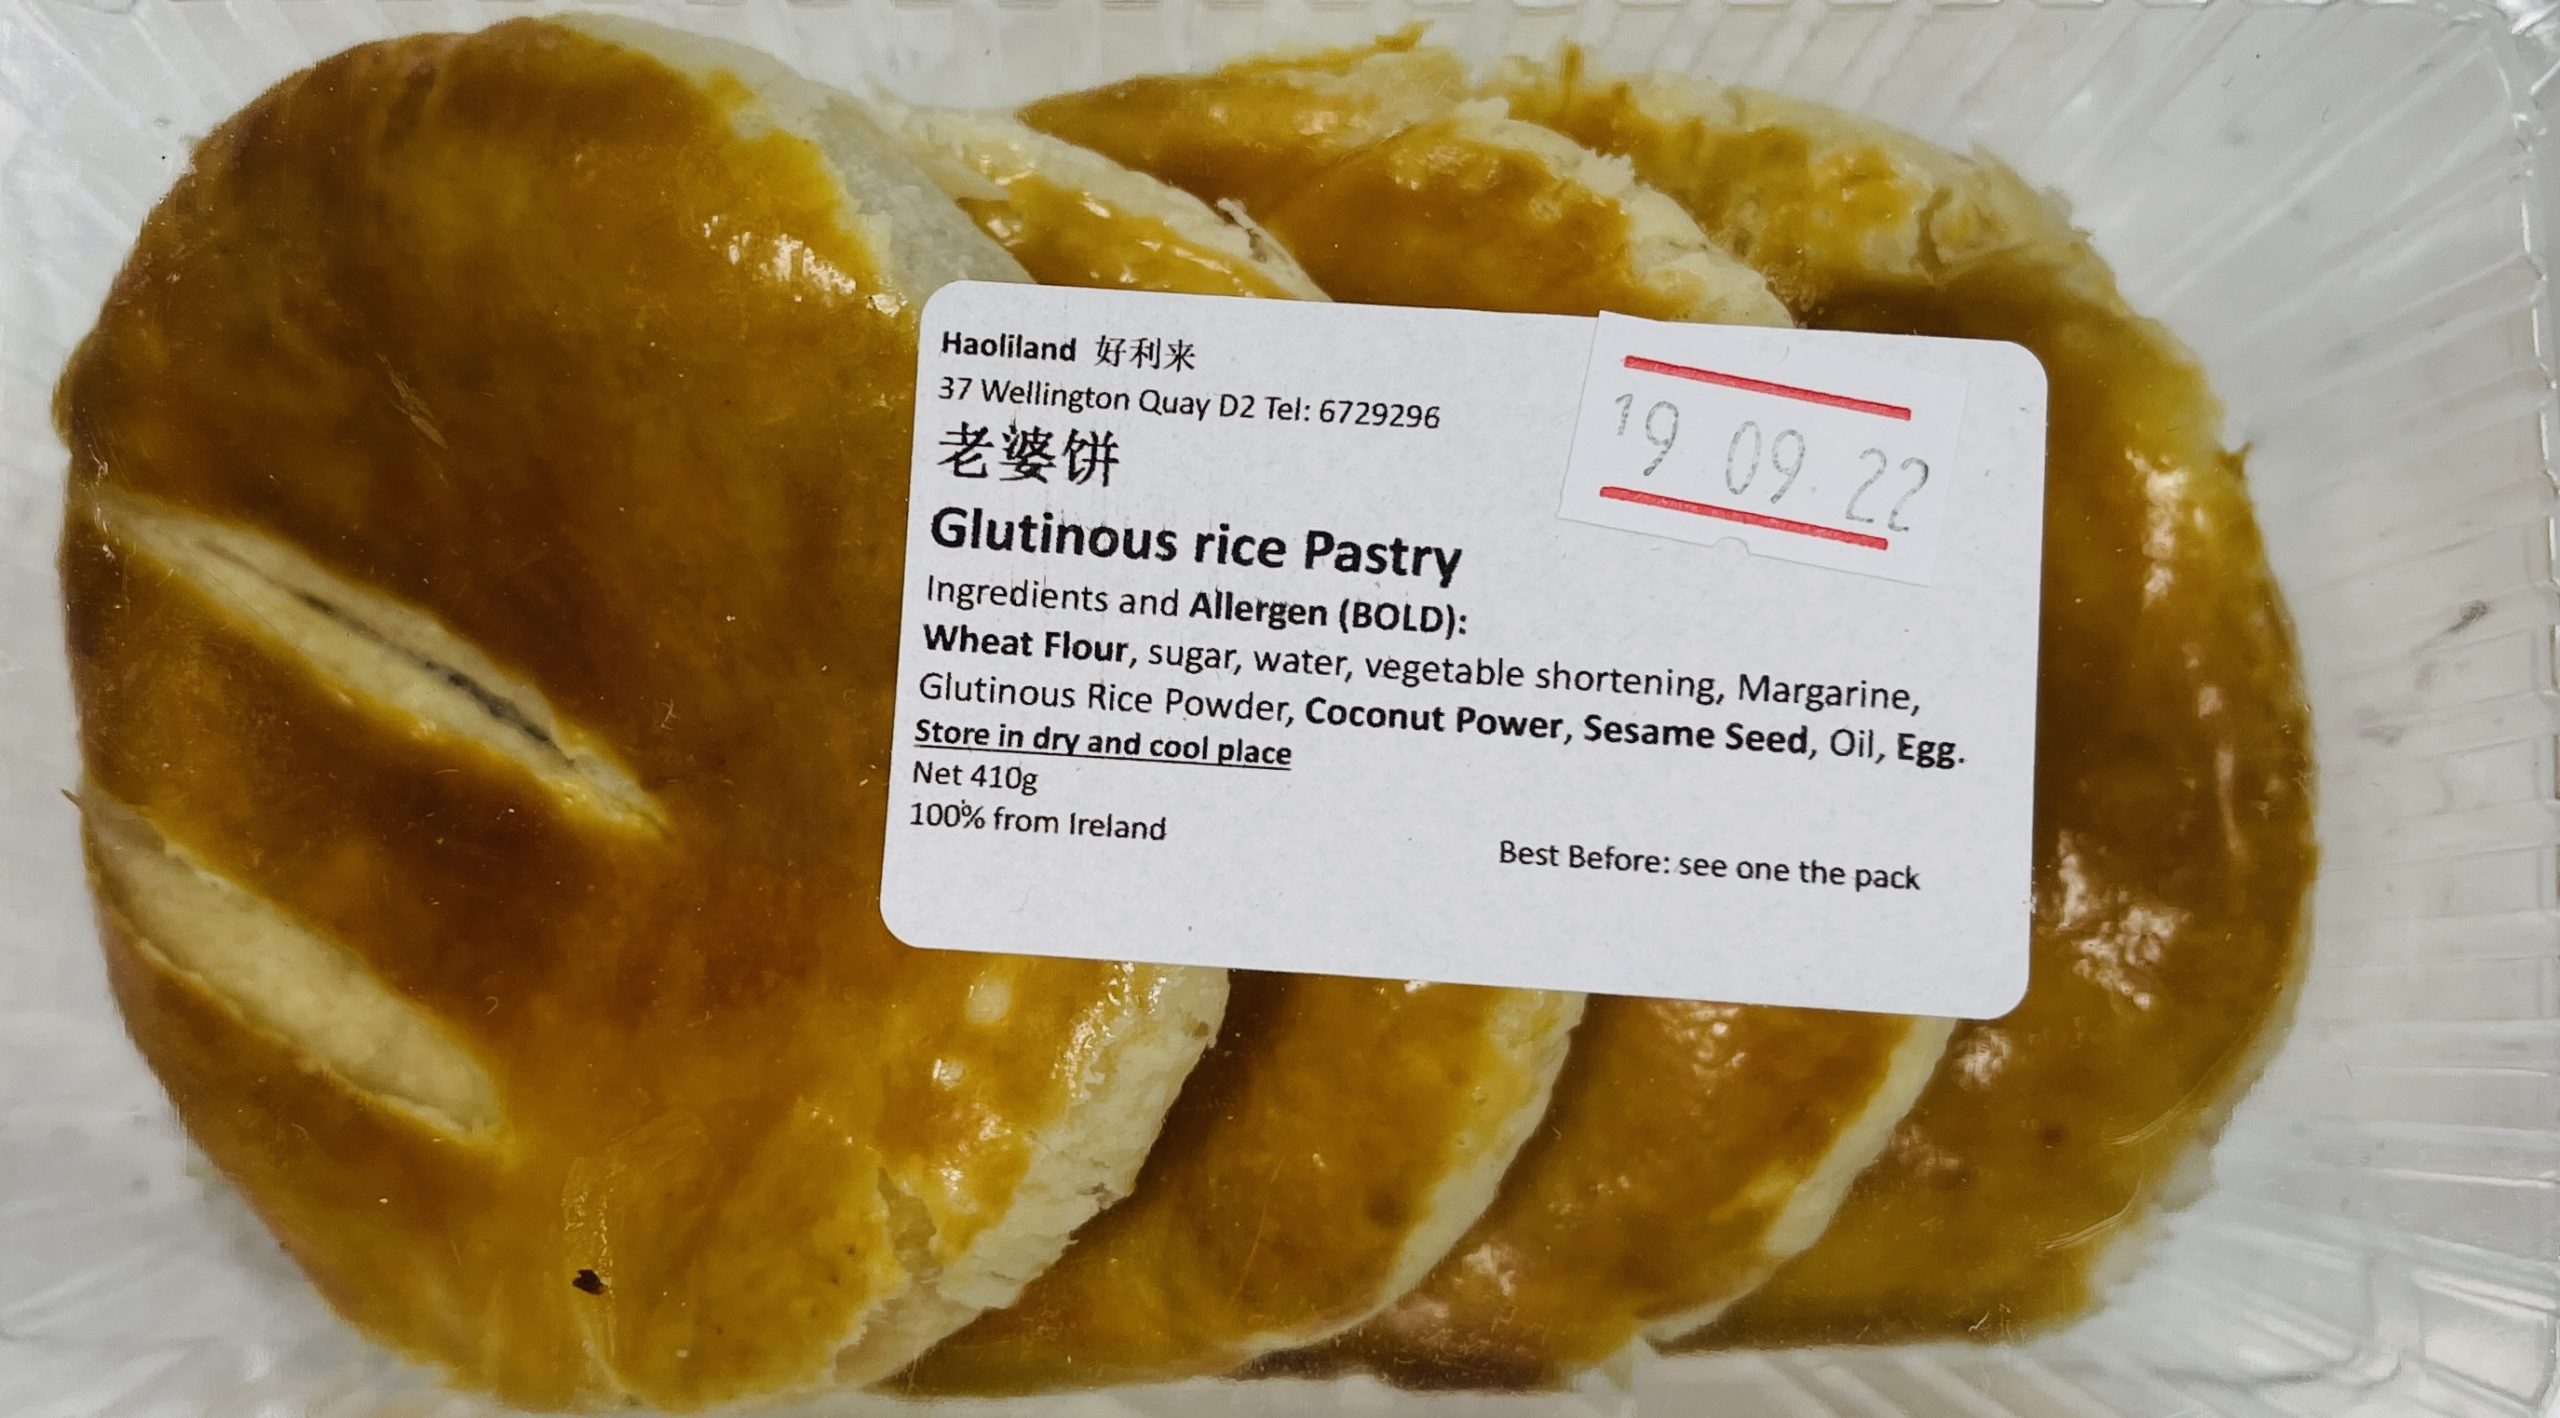 Haoliland 好利来
37 Wellington Quay D2 Tel: 6729296
19 09 22
老婆饼
Glutinous rice Pastry
Ingredients and Allergen (BOLD):
Wheat Flour, sugar, water, vegetable shortening, Margarine,
Glutinous Rice Powder, Coconut Power, Sesame Seed, Oil, Egg.
Store in dry and cool place
Net 410g
100% from Ireland
Best Before: see one the pack